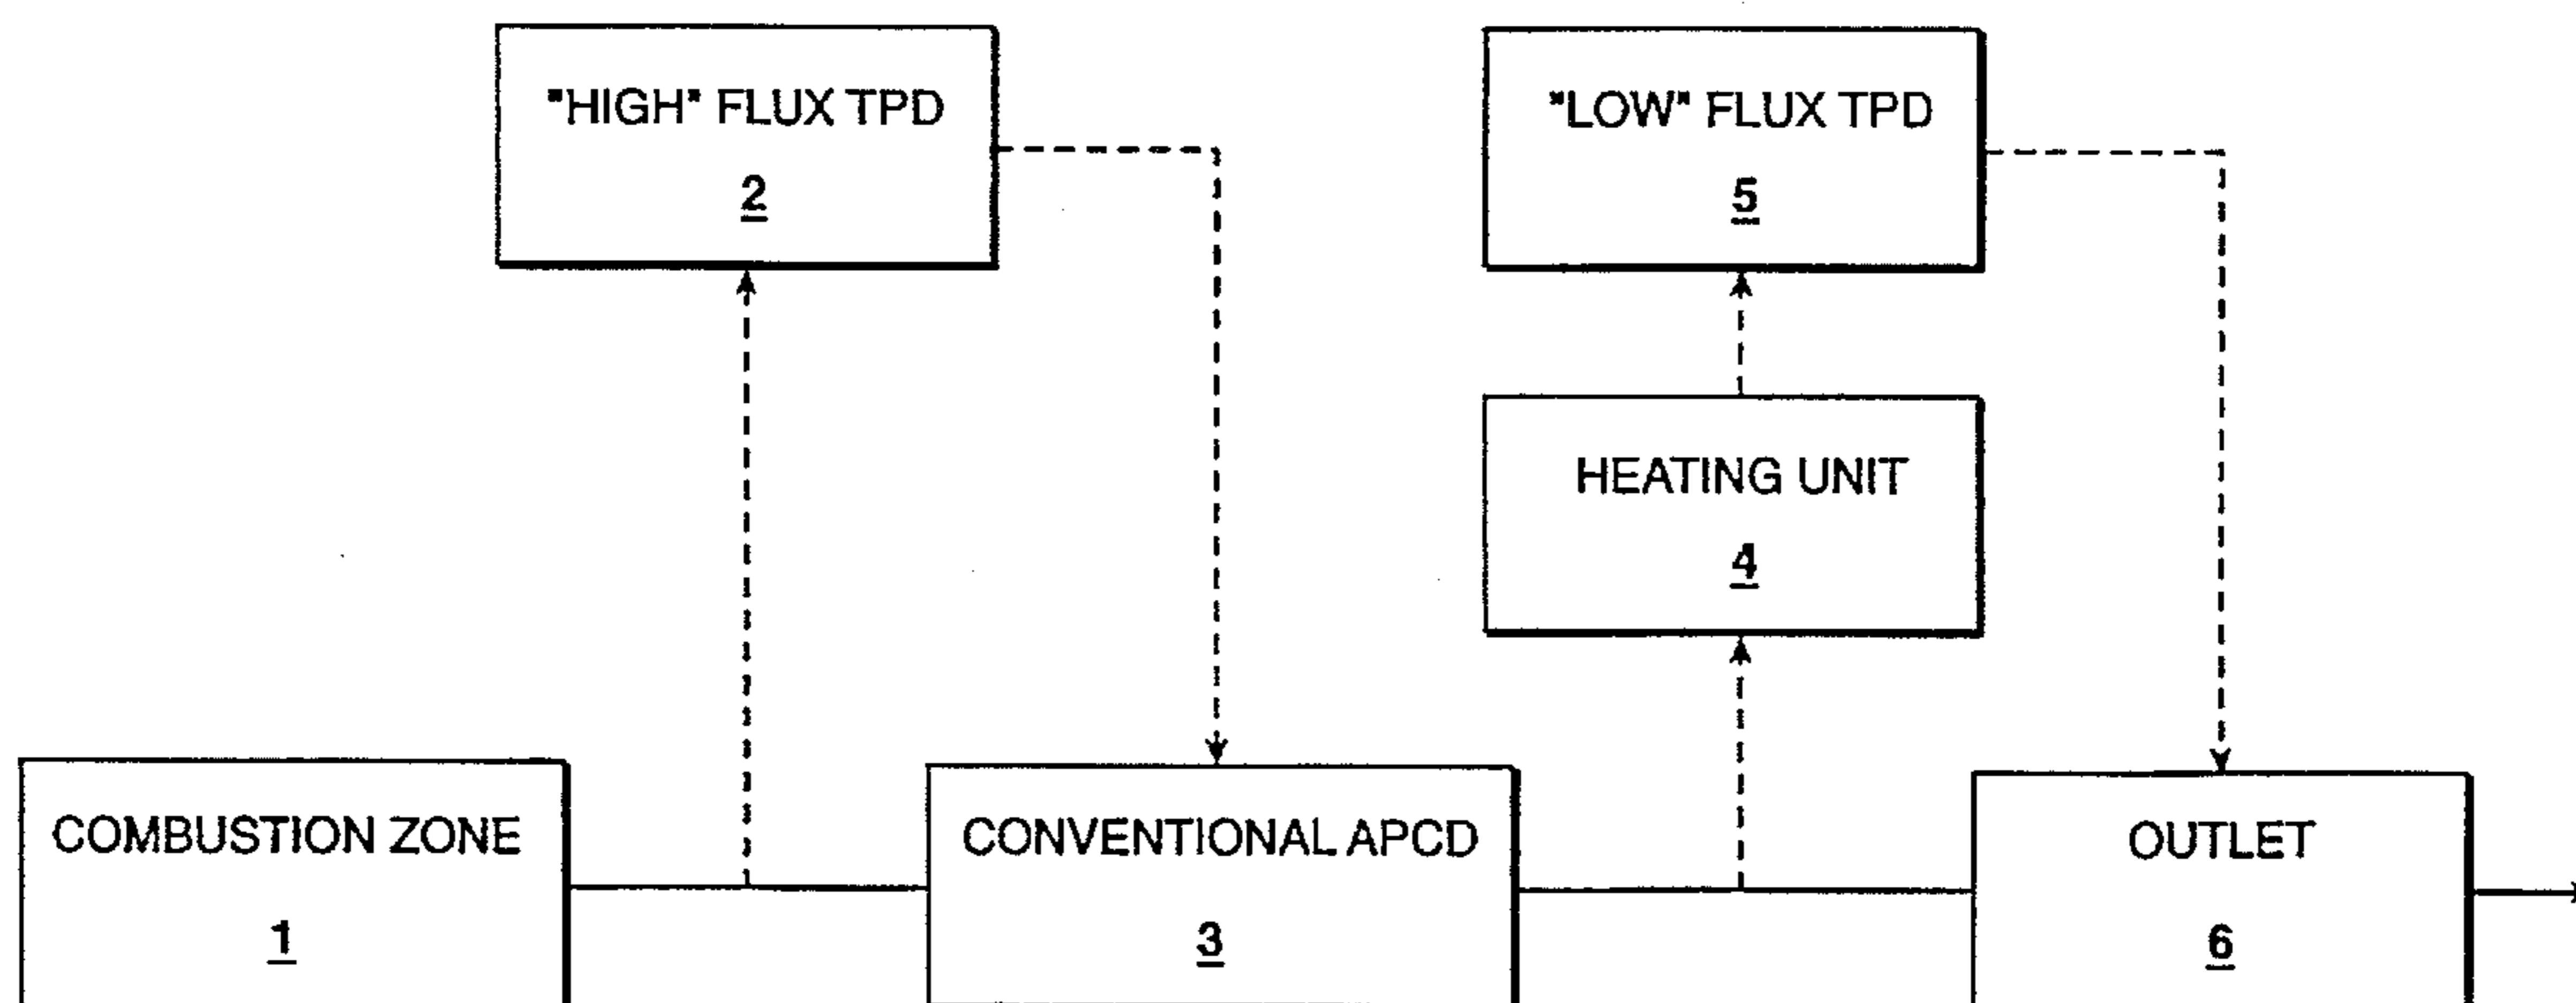 "HIGH" FLUX TPD
2
"LOW" FLUX TPD
5
HEATING UNIT
4
COMBUSTION ZONE
1
CONVENTIONAL APCD
3
OUTLET
6